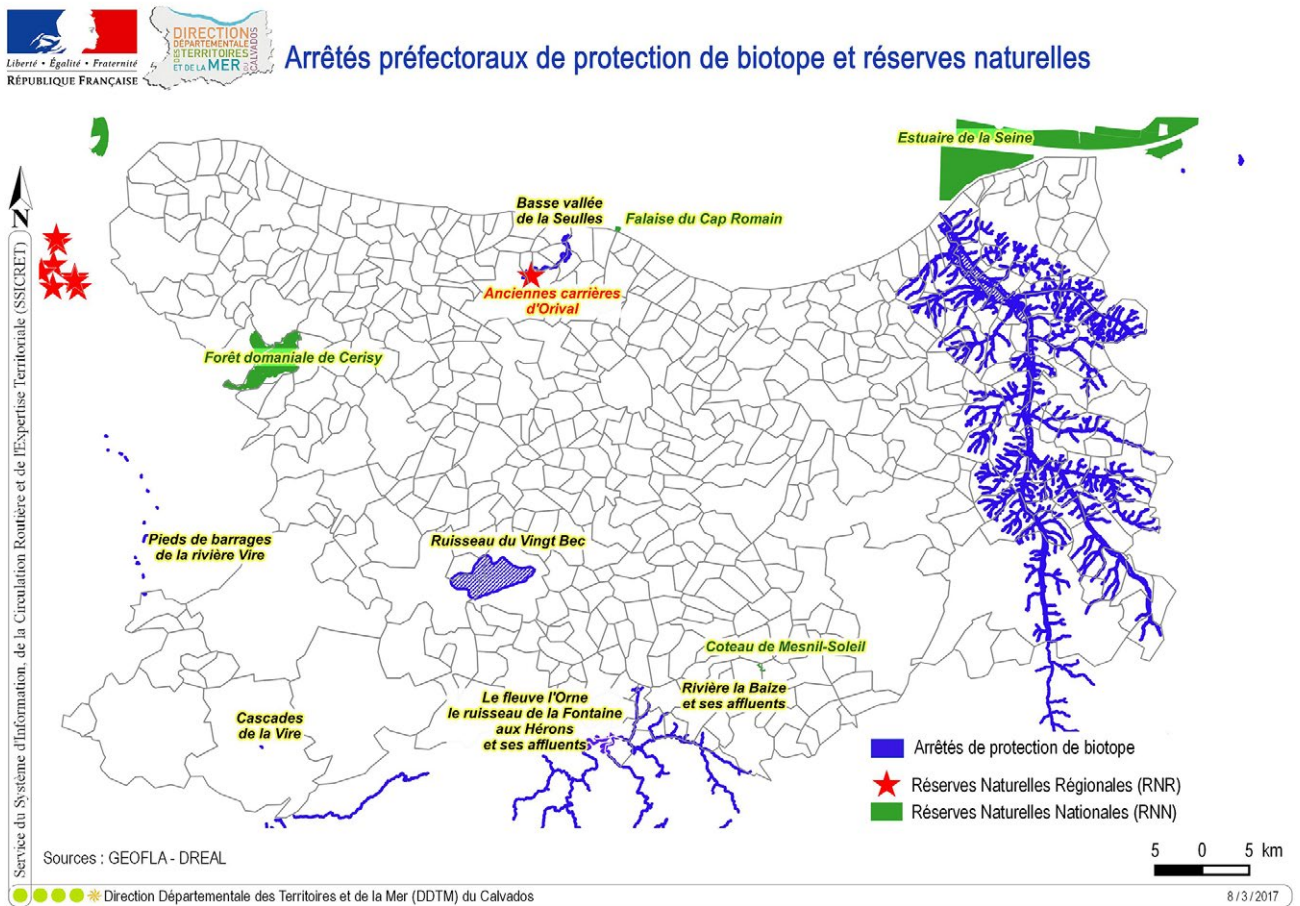 Liberté • Égalité • Fraternité
RÉPUBLIQUE FRANÇAISE
DIRECTION
DÉPARTEMENTALE
DES
TERRITOIRES
ET DE LA MER
DU
CALVADOS
Arrêtés préfectoraux de protection de biotope et réserves naturelles
N
Service du Système d'Information, de la Circulation Routière et de l'Expertise Territoriale (SSICRET)
Estuaire de la Seine
Basse vallée
de la Seulles
Falaise du Cap Romain
Anciennes carrières
d'Orival
Forêt domaniale de Cerisy
Pieds de barrages
de la rivière Vire
Ruisseau du Vingt Bec
Coteau de Mesnil-Soleil
Le fleuve l'Orne
le ruisseau de la Fontaine
aux Hérons
et ses affluents
Rivière la Baize
et ses affluents
Cascades
de la Vire
Arrêtés de protection de biotope
Réserves Naturelles Régionales (RNR)
Réserves Naturelles Nationales (RNN)
5 0 5 km
Sources : GEOFLA - DREAL
Direction Départementale des Territoires et de la Mer (DDTM) du Calvados
8 / 3 / 2017